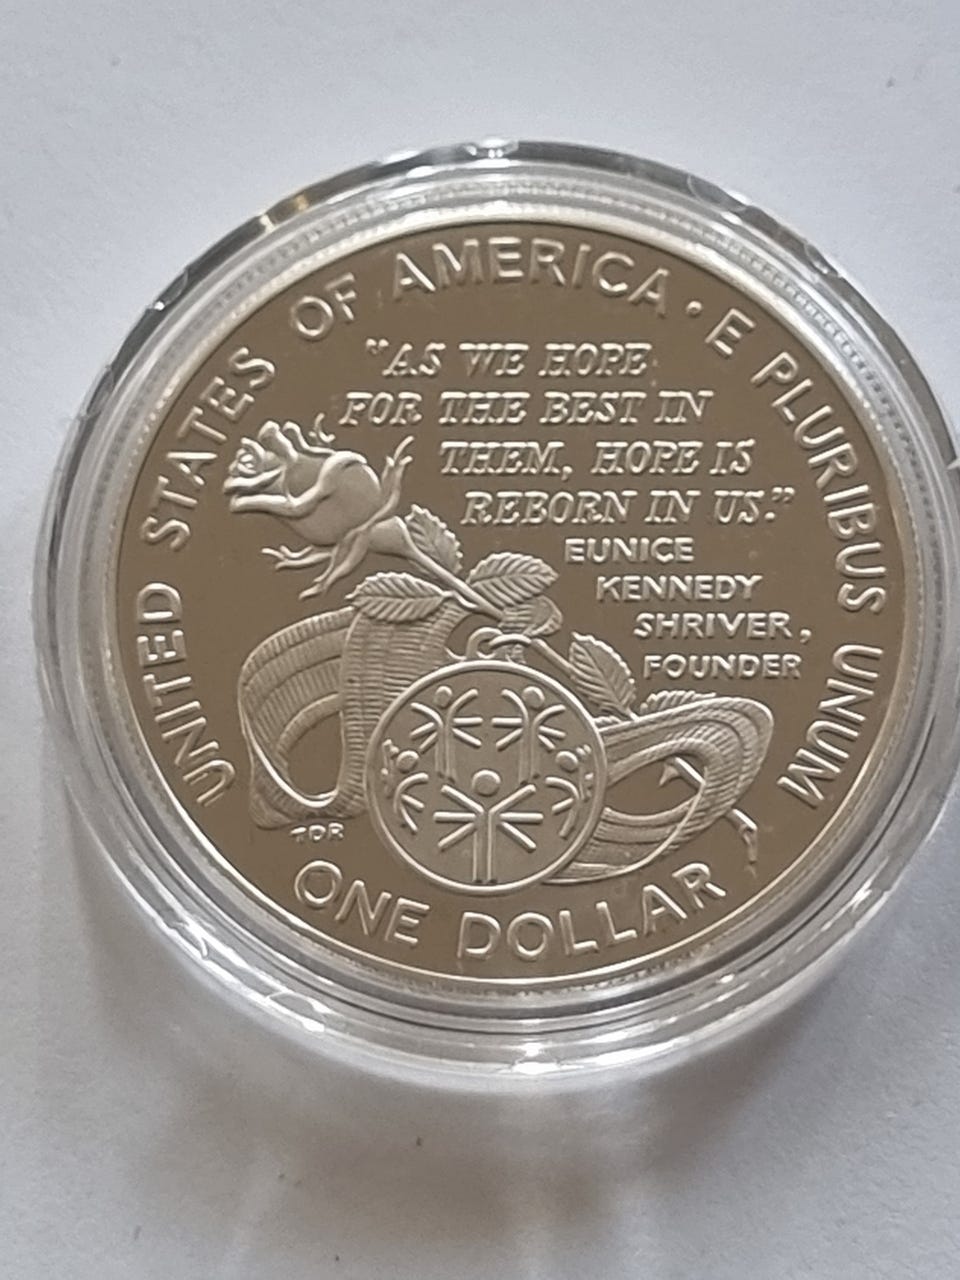 UNITED STATES OF AMERICA · E PLURIBUS UNUM
"AS WE HOPE
FOR THE BEST IN
THEM, HOPE IS
REBORN IN US."
EUNICE
KENNEDY
SHRIVER,
FOUNDER
TDR
ONE DOLLAR